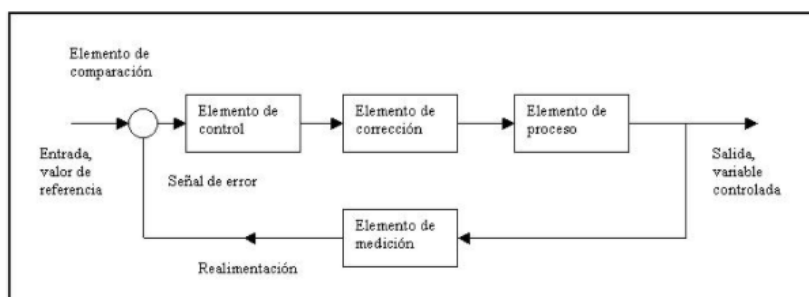 Elemento de
comparación
Elemento de
control
Elemento de
corrección
Elemento de
proceso
Entrada,
valor de
referencia
Señal de error
Salida,
variable
controlada
Elemento de
medición
Realimentación